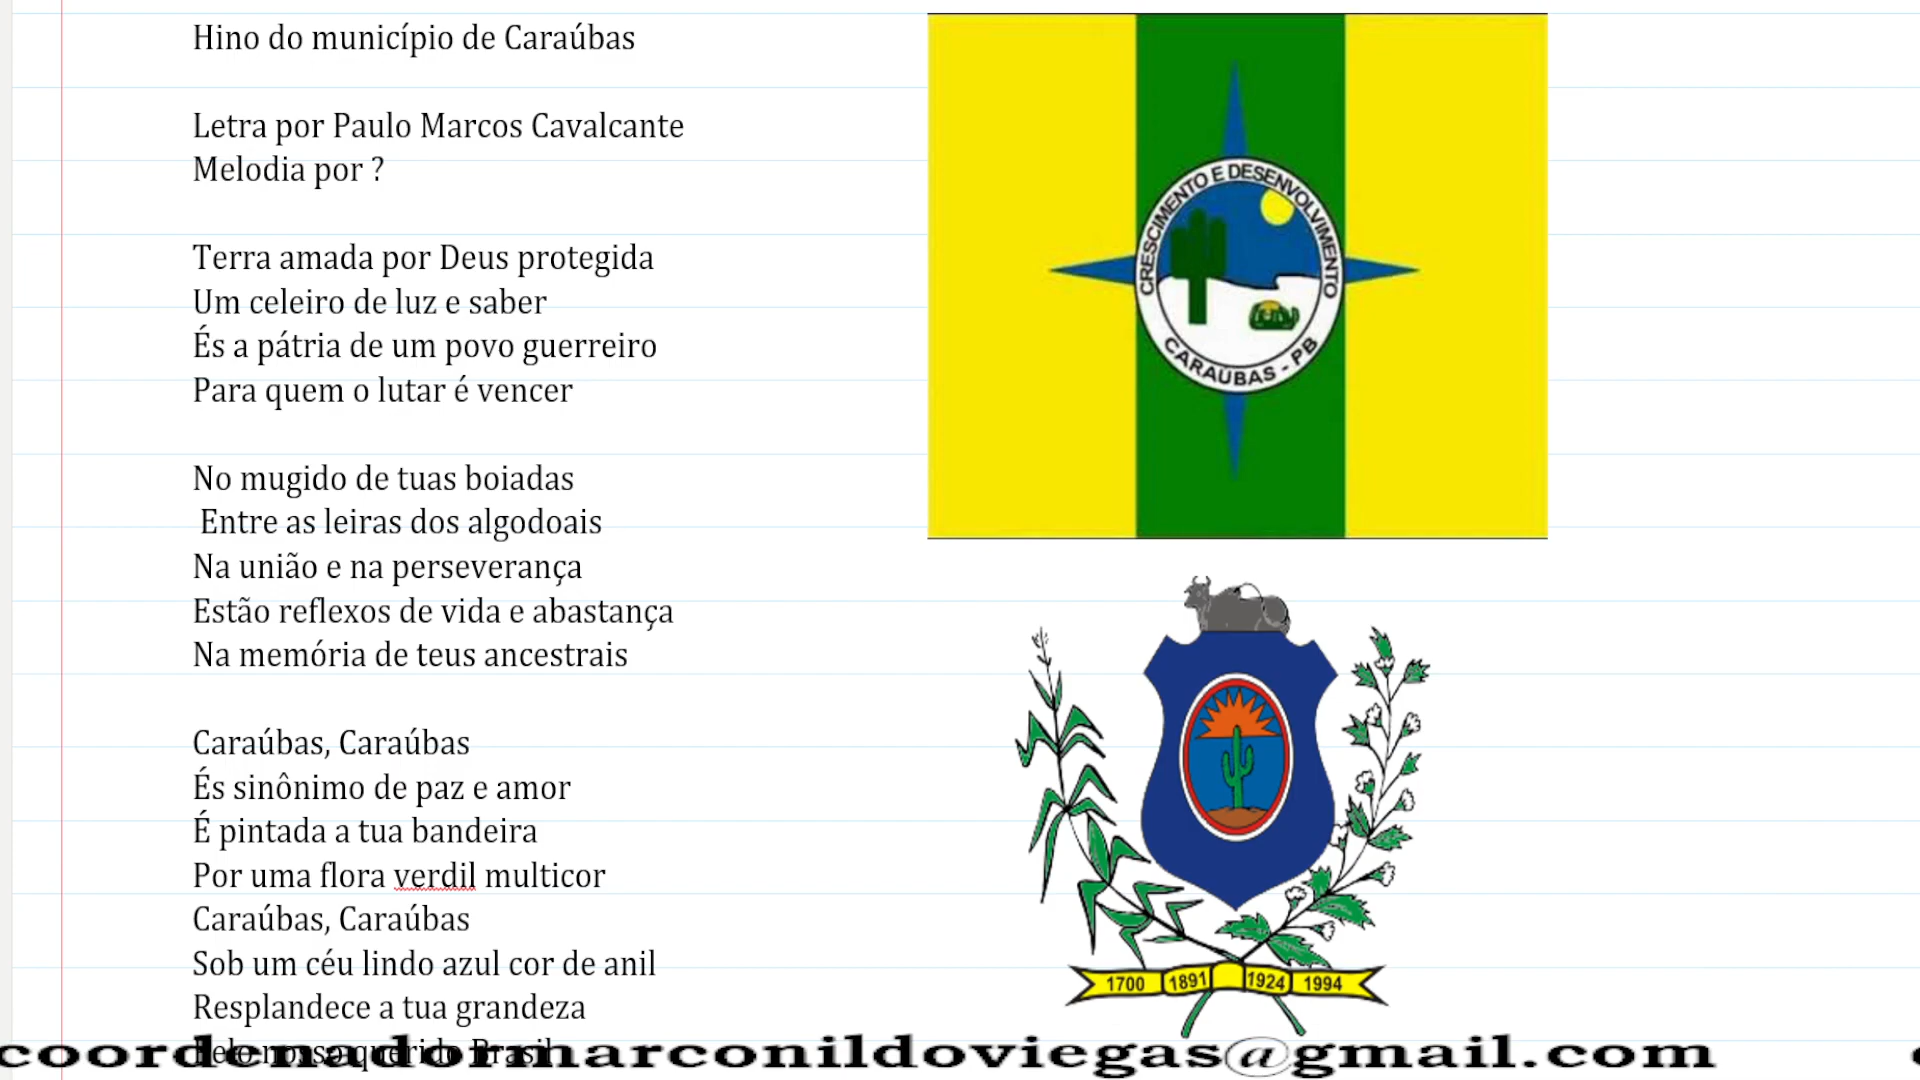 Hino do município de Caraúbas
Letra por Paulo Marcos Cavalcante
Melodia por ?
Terra amada por Deus protegida
Um celeiro de luz e saber
És a pátria de um povo guerreiro
Para quem o lutar é vencer
No mugido de tuas boiadas
Entre as leiras dos algodoais
Na união e na perseverança
Estão reflexos de vida e abastança
Na memória de teus ancestrais
Caraúbas, Caraúbas
És sinônimo de paz e amor
É pintada a tua bandeira
Por uma flora verdil multicor
Caraúbas, Caraúbas
Sob um céu lindo azul cor de anil
Resplandece a tua grandeza
Pelo nosso querido Brasil
CRESCIMENTO E DESENVOLVIMENTO
CARAÚBAS - PB
1700 1891 1924 1994
coordenadormarconildoviegas@gmail.com